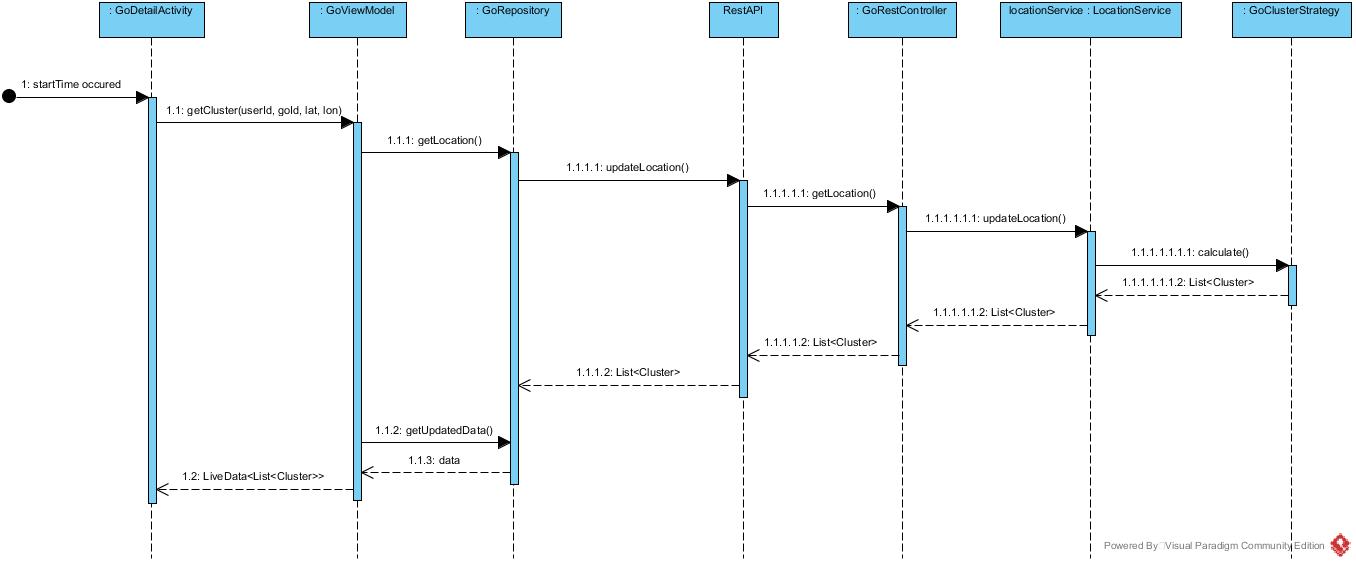 : GoDetailActivity
: GoViewModel
: GoRepository
RestAPI
: GoRestController
locationService : LocationService
: GoClusterStrategy
1: startTime occured
1.1: getCluster(userId, goId, lat, lon)
1.1.1: getLocation()
1.1.1.1: updateLocation()
1.1.1.1.1: getLocation()
1.1.1.1.1.1: updateLocation()
1.1.1.1.1.1.1: calculate()
1.1.1.1.1.1.2: List<Cluster>
1.1.1.1.1.2: List<Cluster>
1.1.1.1.2: List<Cluster>
1.1.1.2: List<Cluster>
1.1.2: getUpdatedData()
1.1.3: data
1.2: LiveData<List<Cluster>>
Powered By Visual Paradigm Community Edition